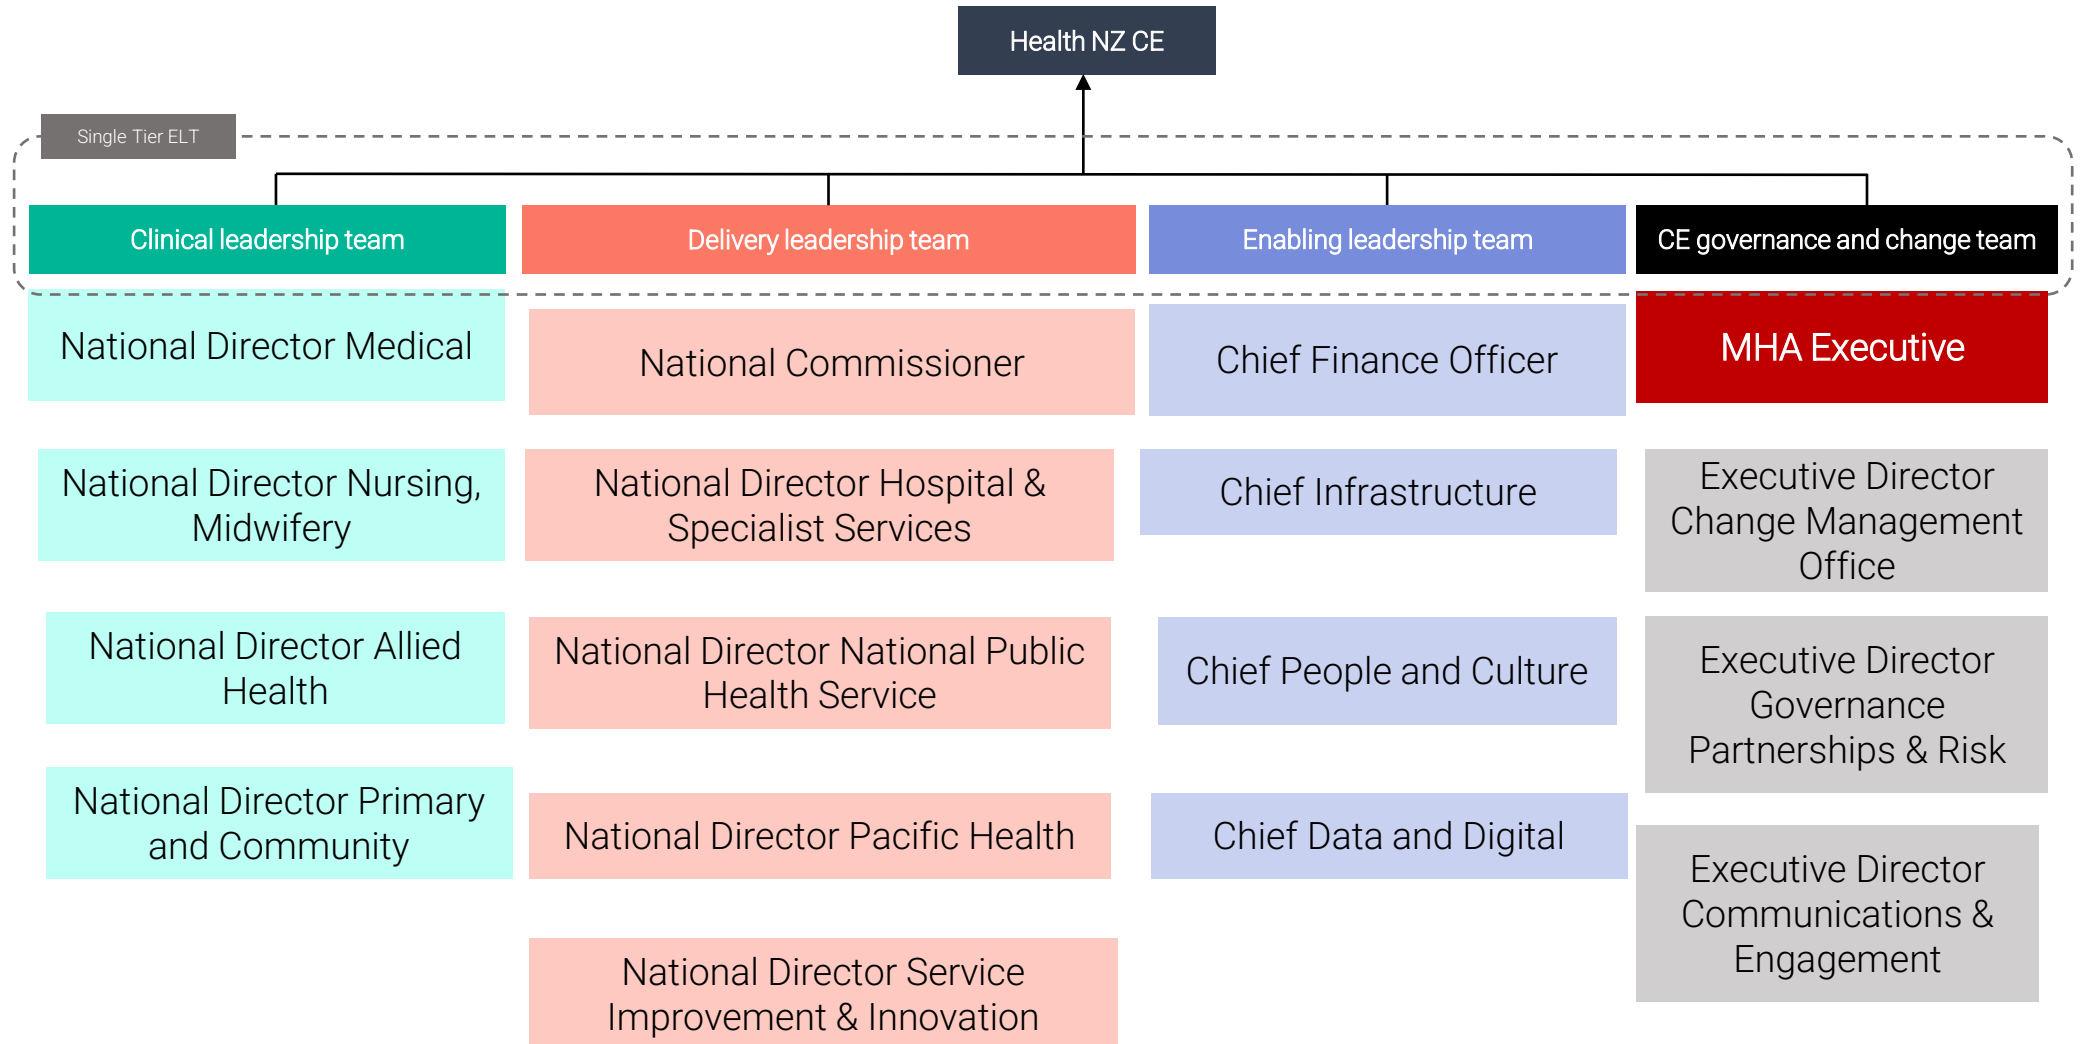 Health NZ CE
Single Tier ELT
Clinical leadership team
Delivery leadership team
Enabling leadership team
CE governance and change team
National Director Medical
National Director Nursing,
Midwifery
National Director Allied
Health
National Director Primary
and Community
National Commissioner
National Director Hospital &
Specialist Services
National Director National Public
Health Service
National Director Pacific Health
National Director Service
Improvement & Innovation
Chief Finance Officer
Chief Infrastructure
Chief People and Culture
Chief Data and Digital
MHA Executive
Executive Director
Change Management
Office
Executive Director
Governance
Partnerships & Risk
Executive Director
Communications &
Engagement